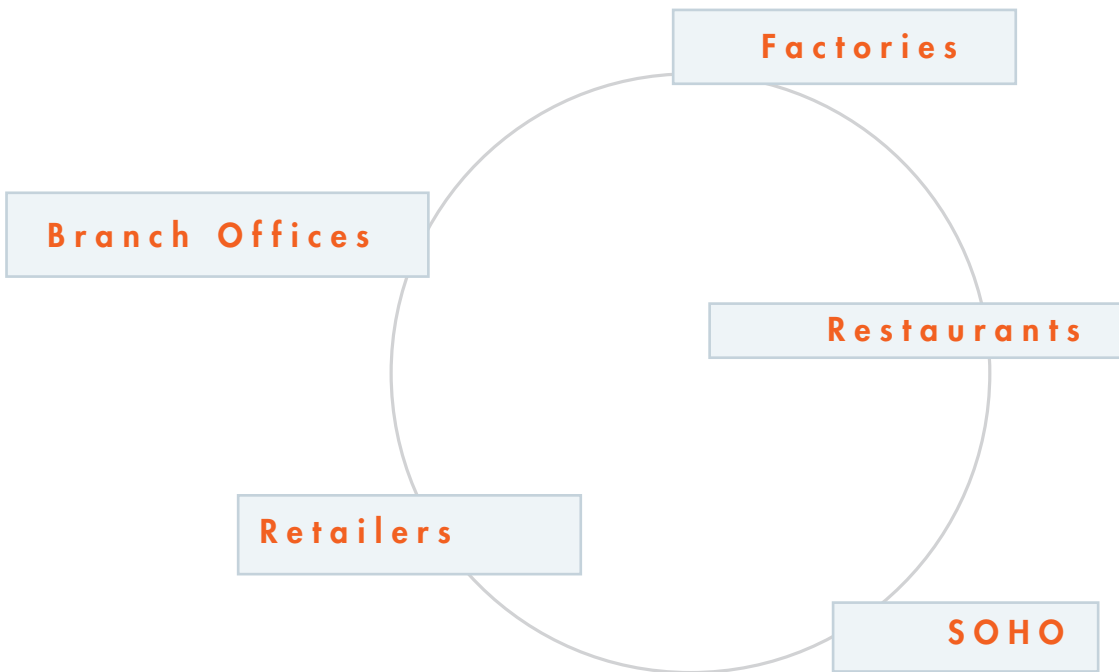 Factories
Branch Offices
Restaurants
Retailers
SOHO